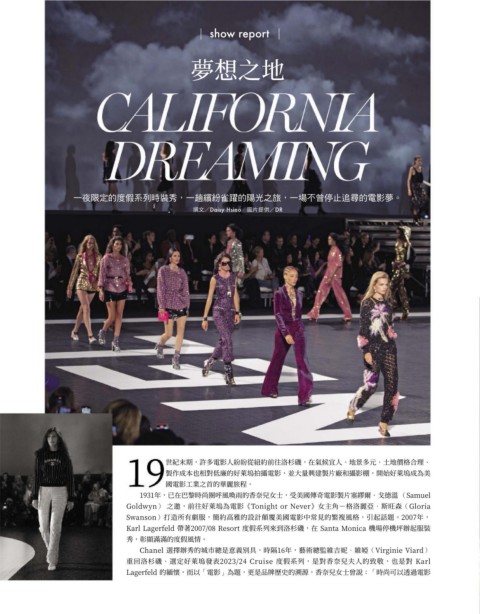 | show report |
夢想之地
CALIFORNIA
DREAMING
一夜限定的度假系列時裝秀，一趟繽紛雀躍的陽光之旅，一場不曾停止追尋的電影夢。
撰文／Daisy Hsiao 圖片提供／DR
19世紀末期，許多電影人紛紛從紐約前往洛杉磯，在氣候宜人、地景多元、土地價格合理、
製作成本也相對低廉的好萊塢拍攝電影，並大量興建製片廠和攝影棚，開始好萊塢成為美
國電影工業之首的華麗旅程。
1931年，已在巴黎時尚圈呼風喚雨的香奈兒女士，受美國傳奇電影製片塞繆爾．戈德溫（Samuel
Goldwyn）之邀，前往好萊塢為電影《Tonight or Never》女主角－格洛麗亞．斯旺森（Gloria
Swanson）打造所有劇服，簡約高雅的設計顛覆美國電影中常見的繁複風格，引起話題。2007年，
Karl Lagerfeld 帶著2007/08 Resort 度假系列來到洛杉磯，在 Santa Monica 機場停機坪辦起服裝
秀，彰顯滿滿的度假風情。
Chanel 選擇辦秀的城市總是意義別具，時隔16年，藝術總監維吉妮．維婭（Virginie Viard）
重回洛杉磯，選定好萊塢發表2023/24 Cruise 度假系列，是對香奈兒夫人的致敬，也是對 Karl
Lagerfeld 的緬懷，而以「電影」為題，更是品牌歷史的溯源，香奈兒女士曾說：「時尚可以透過電影